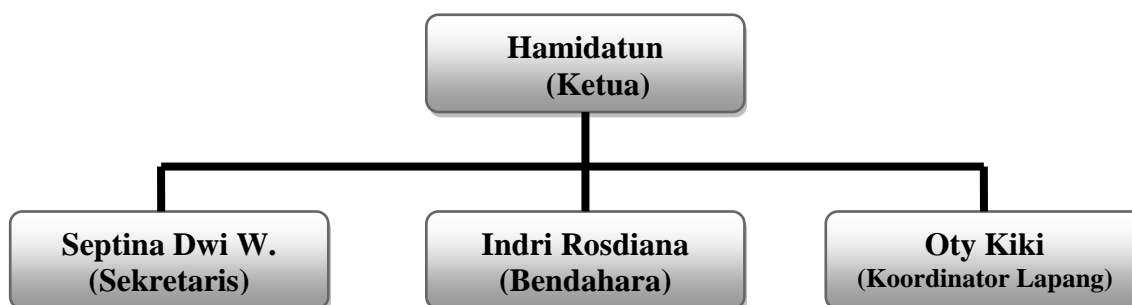 Hamidatun
(Ketua)
Septina Dwi W.
(Sekretaris)
Indri Rosdiana
(Bendahara)
Oty Kiki
(Koordinator Lapang)